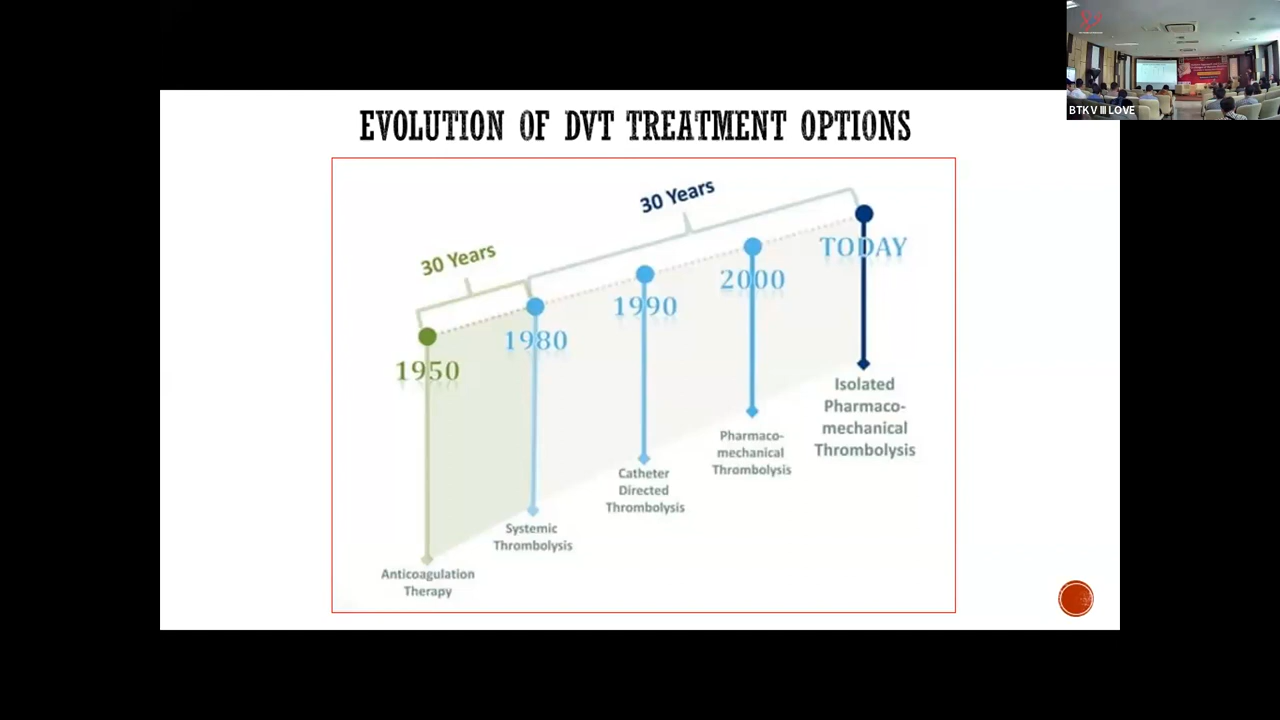 EVOLUTION OF DVT TREATMENT OPTIONS
BTKV III LOVE
30 Years
30 Years
1950
1980
1990
2000
TODAY
Anticoagulation
Therapy
Systemic
Thrombolysis
Catheter
Directed
Thrombolysis
Pharmaco-
mechanical
Thrombolysis
Isolated
Pharmaco-
mechanical
Thrombolysis